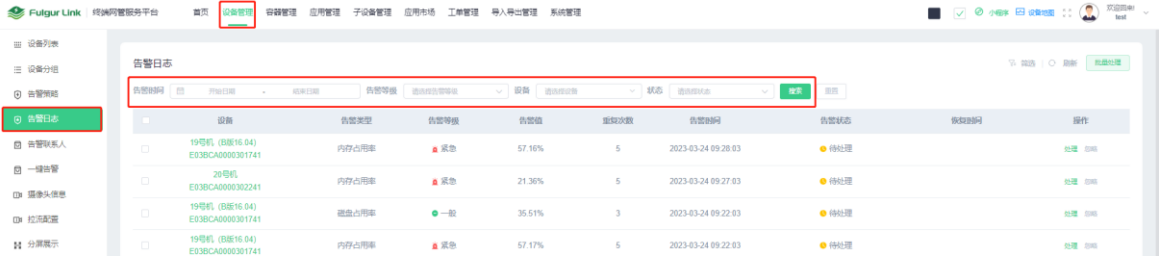 Fulgur Link 终端网管服务平台 首页 设备管理 容器管理 应用管理 子设备管理 应用市场 工单管理 导入导出管理 系统管理 小程序 设备地图 欢迎回来! test
设备列表
设备分组
告警策略
告警日志
告警联系人
一键告警
摄像头信息
拉流配置
分屏展示
告警日志 筛选 刷新 批量处理
告警时间 开始日期 - 结束日期 告警等级 请选择告警等级 设备 请选择设备 状态 请选择状态 搜索 重置
设备 告警类型 告警等级 告警值 重复次数 告警时间 告警状态 恢复时间 操作
19号机 (B版16.04)
E03BCA0000301741 内存占用率 紧急 57.16% 5 2023-03-24 09:28:03 待处理 处理 忽略
20号机
E03BCA0000302241 内存占用率 紧急 21.36% 5 2023-03-24 09:27:03 待处理 处理 忽略
19号机 (B版16.04)
E03BCA0000301741 磁盘占用率 一般 35.51% 3 2023-03-24 09:22:03 待处理 处理 忽略
19号机 (B版16.04)
E03BCA0000301741 内存占用率 紧急 57.17% 5 2023-03-24 09:22:03 待处理 处理 忽略